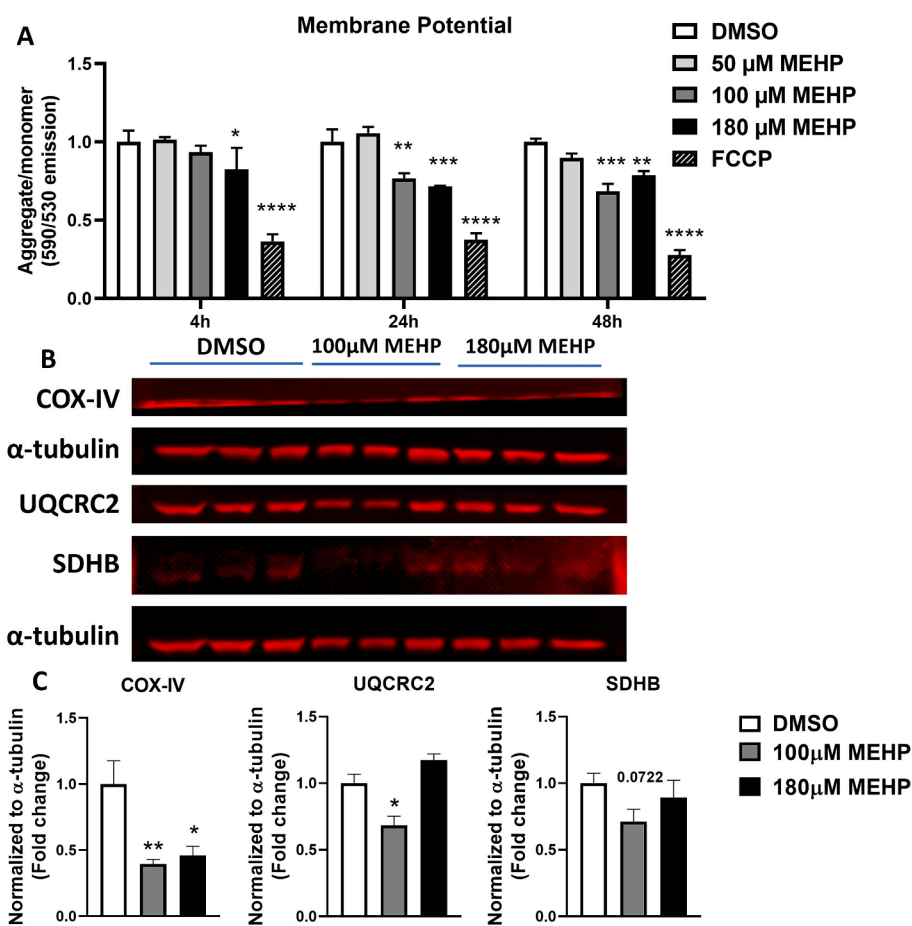 Membrane Potential
A
DMSO
50 µM MEHP
100 µM MEHP
180 µM MEHP
FCCP
Aggregate/monomer
(590/530 emission)
1.5
1.0
0.5
0.0
*
****
**
***
****
***
**
****
4h
24h
48h
B
DMSO
100µM MEHP
180µM MEHP
COX-IV
α-tubulin
UQCRC2
SDHB
α-tubulin
C
COX-IV
Normalized to α-tubulin
(Fold change)
1.5
1.0
0.5
0.0
**
*
UQCRC2
Normalized to α-tubulin
(Fold change)
1.5
1.0
0.5
0.0
*
SDHB
Normalized to α-tubulin
(Fold change)
1.5
1.0
0.5
0.0
0.0722
DMSO
100µM MEHP
180µM MEHP